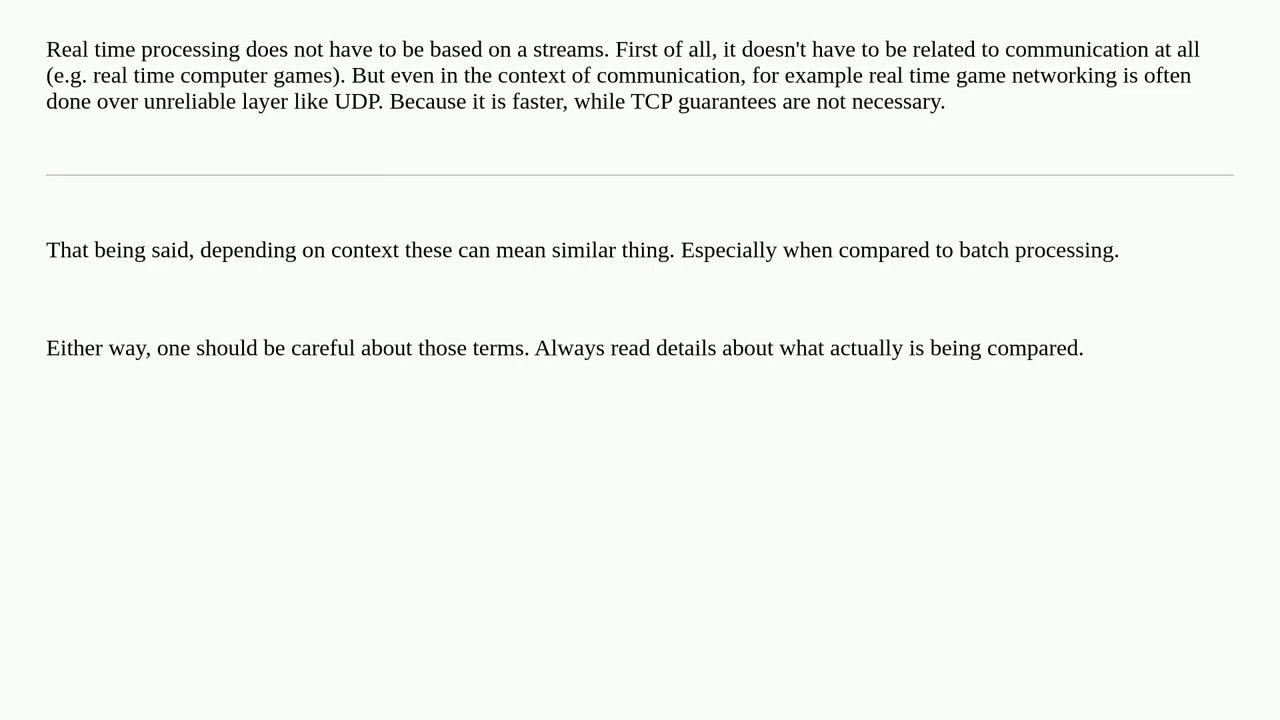 Real time processing does not have to be based on a streams. First of all, it doesn't have to be related to communication at all
(e.g. real time computer games). But even in the context of communication, for example real time game networking is often
done over unreliable layer like UDP. Because it is faster, while TCP guarantees are not necessary.
That being said, depending on context these can mean similar thing. Especially when compared to batch processing.
Either way, one should be careful about those terms. Always read details about what actually is being compared.